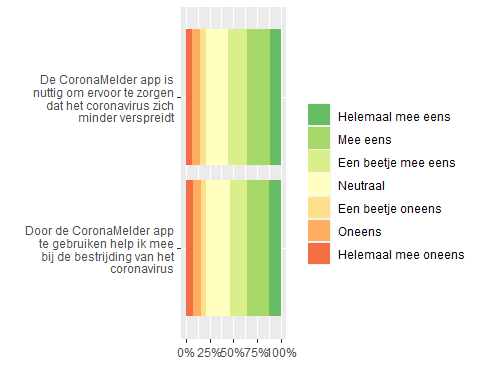 De CoronaMelder app is
nuttig om ervoor te zorgen
dat het coronavirus zich
minder verspreidt
Door de CoronaMelder app
te gebruiken help ik mee
bij de bestrijding van het
coronavirus
0% 25% 50% 75% 100%
Helemaal mee eens
Mee eens
Een beetje mee eens
Neutraal
Een beetje oneens
Oneens
Helemaal mee oneens